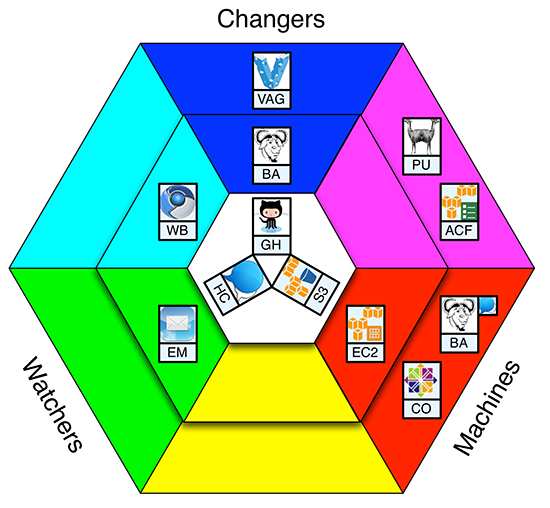 Changers
VAG
BA
PU
WB
ACF
GH
HC
S3
BA
EM
EC2
CO
Watchers
Machines